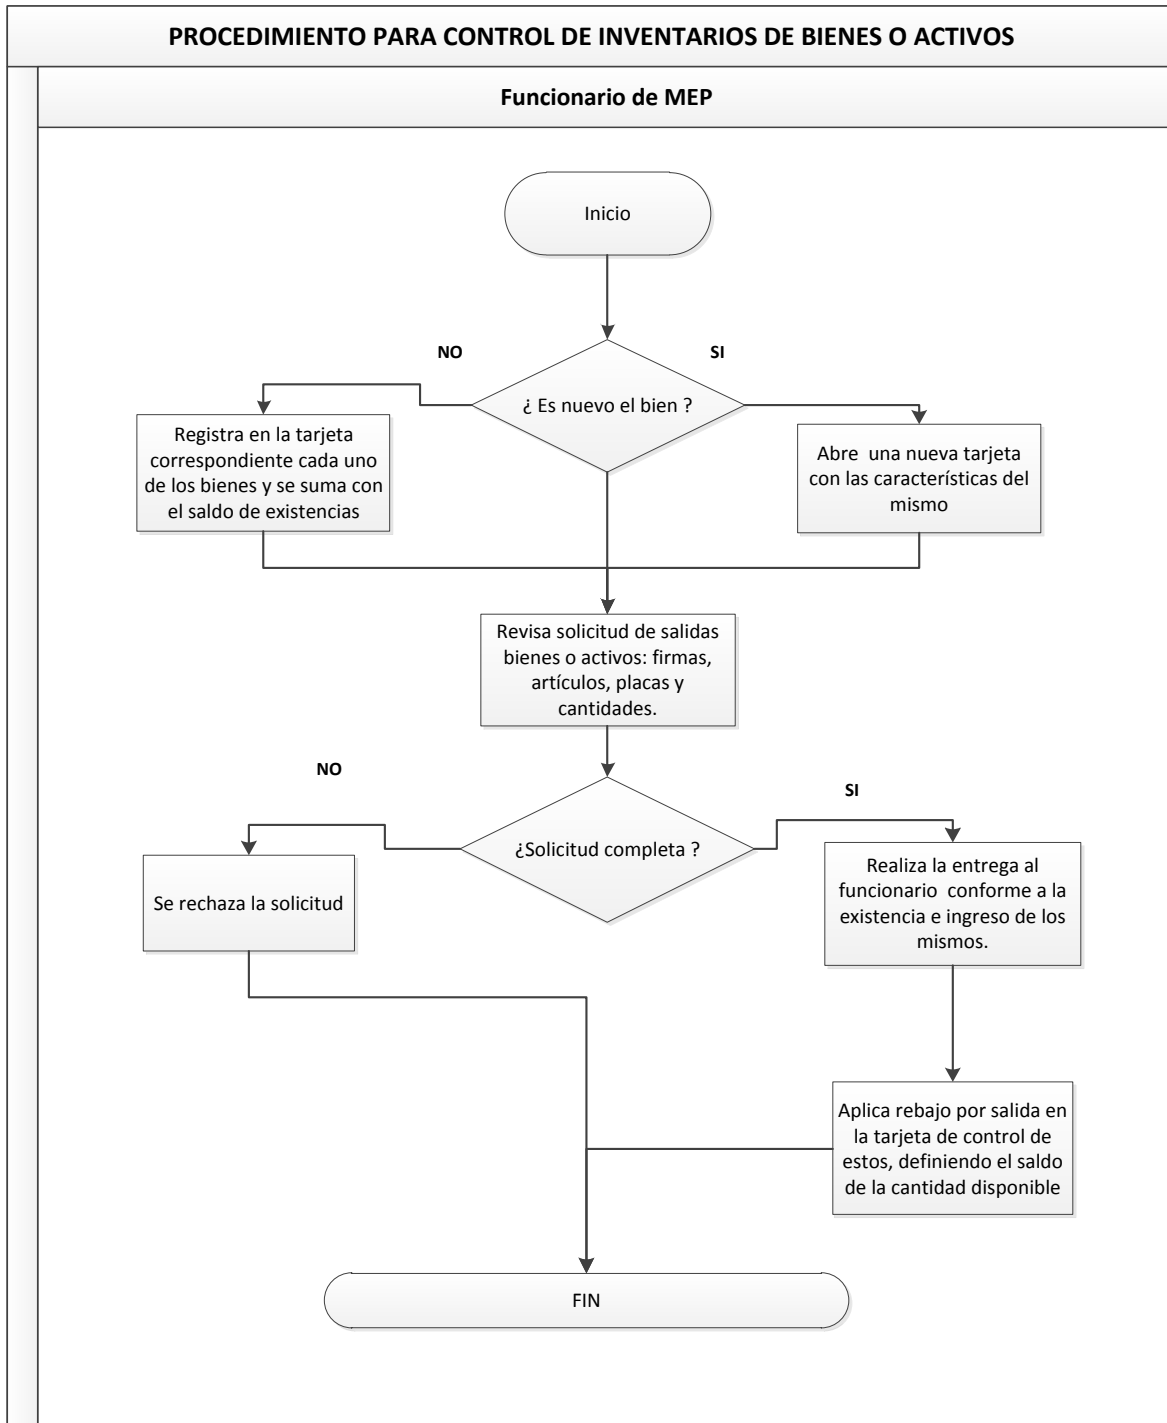 PROCEDIMIENTO PARA CONTROL DE INVENTARIOS DE BIENES O ACTIVOS
Funcionario de MEP
Inicio
NO
SI
¿ Es nuevo el bien ?
Registra en la tarjeta
correspondiente cada uno
de los bienes y se suma con
el saldo de existencias
Abre una nueva tarjeta
con las características del
mismo
Revisa solicitud de salidas
bienes o activos: firmas,
artículos, placas y
cantidades.
NO
SI
¿Solicitud completa ?
Se rechaza la solicitud
Realiza la entrega al
funcionario conforme a la
existencia e ingreso de los
mismos.
Aplica rebajo por salida en
la tarjeta de control de
estos, definiendo el saldo
de la cantidad disponible
FIN